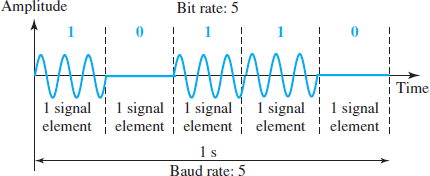 Amplitude
Bit rate: 5
1 0 1 1 0
Time
1 signal 1 signal 1 signal 1 signal 1 signal
element element element element element
1 s
Baud rate: 5